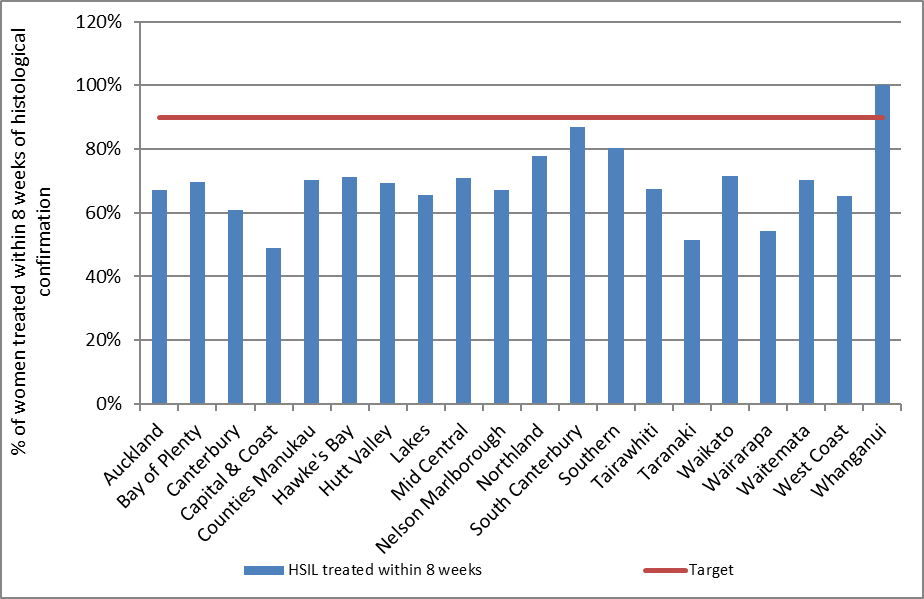 % of women treated within 8 weeks of histological
confirmation
120%
100%
80%
60%
40%
20%
0%
Auckland
Bay of Plenty
Canterbury
Capital & Coast
Counties Manukau
Hawke's Bay
Hutt Valley
Lakes
Mid Central
Nelson Marlborough
Northland
South Canterbury
Southern
Tairawhiti
Taranaki
Waikato
Wairarapa
Waitemata
West Coast
Whanganui
HSIL treated within 8 weeks
Target